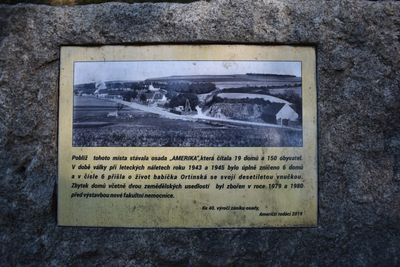 Poblíž tohoto místa stávala osada „AMERIKA",která čítala 19 domů a 150 obyvatel.
V době války při leteckých náletech roku 1943 a 1945 bylo úplně zničeno 6 domů
a v čísle 6 přišla o život babička Ortinská se svojí desetiletou vnučkou.
Zbytek domů včetně dvou zemědělských usedlostí byl zbořen v roce 1979 a 1980
před výstavbou nové fakultní nemocnice.
Ke 40. výročí zániku osady,
Američtí rodáci 2019